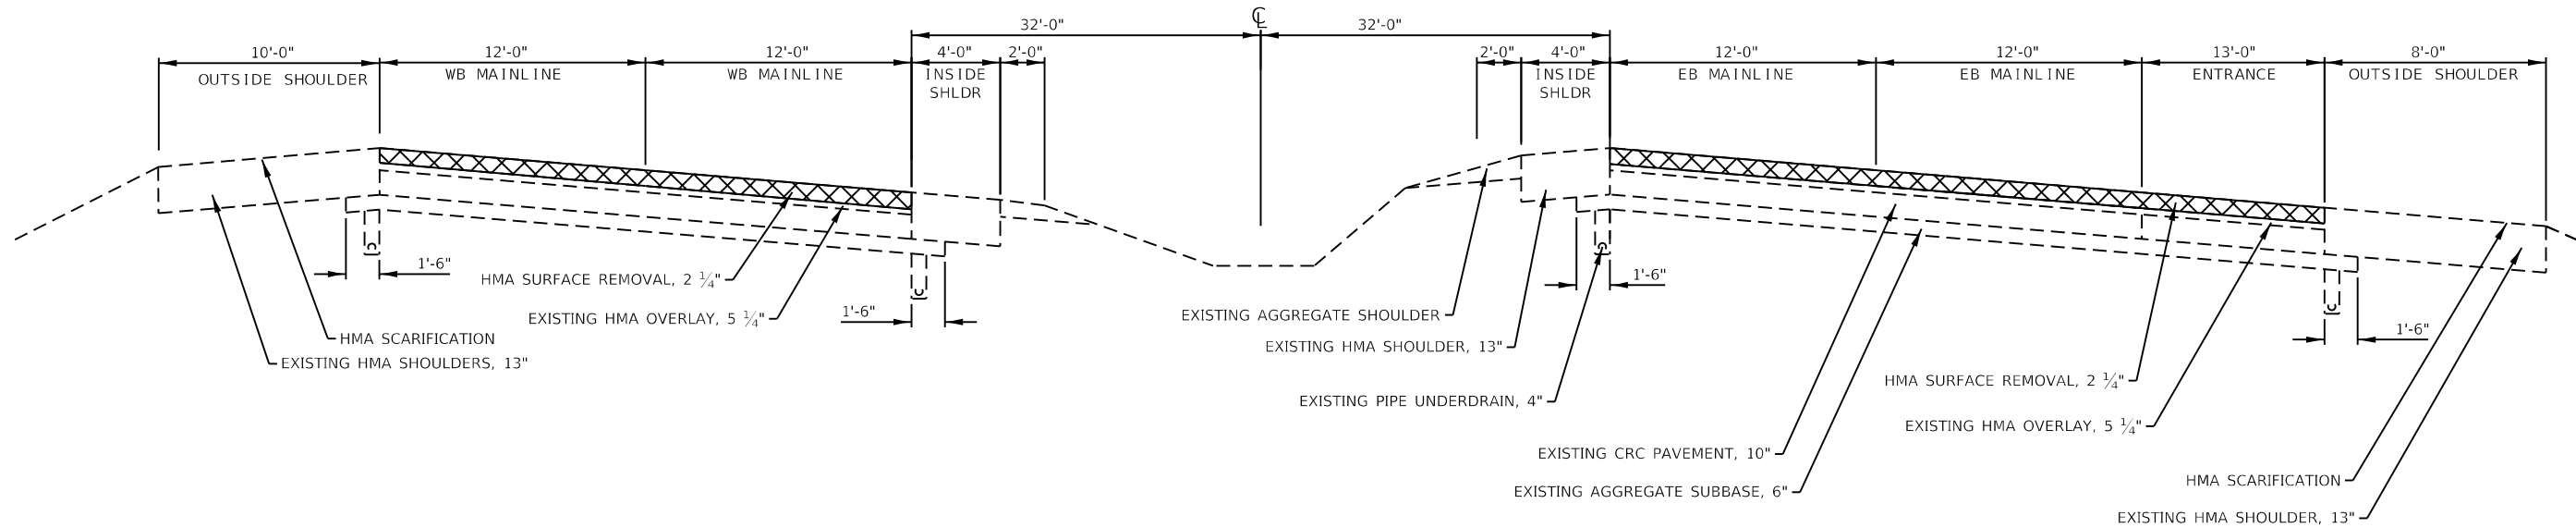 ℄
32'-0" 32'-0"
10'-0" 12'-0" 12'-0" 4'-0" 2'-0" 2'-0" 4'-0" 12'-0" 12'-0" 13'-0" 8'-0"
OUTSIDE SHOULDER WB MAINLINE WB MAINLINE INSIDE SHLDR INSIDE SHLDR EB MAINLINE EB MAINLINE ENTRANCE OUTSIDE SHOULDER
1'-6"
HMA SURFACE REMOVAL, 2 1/4"
1'-6"
EXISTING HMA OVERLAY, 5 1/4"
HMA SCARIFICATION
EXISTING HMA SHOULDERS, 13"
1'-6"
EXISTING AGGREGATE SHOULDER
EXISTING HMA SHOULDER, 13"
EXISTING PIPE UNDERDRAIN, 4"
EXISTING CRC PAVEMENT, 10"
EXISTING AGGREGATE SUBBASE, 6"
1'-6"
HMA SURFACE REMOVAL, 2 1/4"
EXISTING HMA OVERLAY, 5 1/4"
HMA SCARIFICATION
EXISTING HMA SHOULDER, 13"